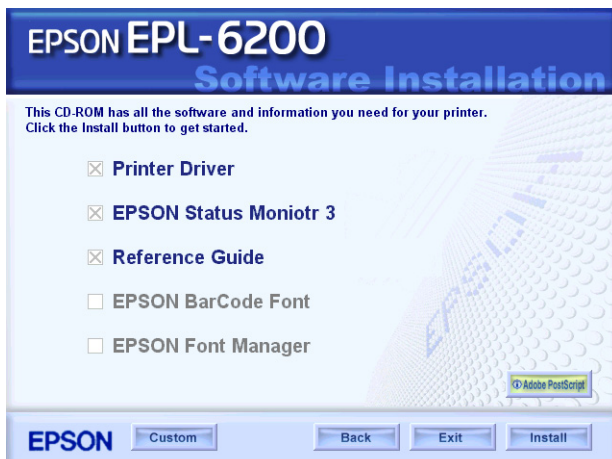 EPSON EPL-6200
Software Installation
This CD-ROM has all the software and information you need for your printer.
Click the Install button to get started.
Printer Driver
EPSON Status Moniotr 3
Reference Guide
EPSON BarCode Font
EPSON Font Manager
EPSON
Adobe PostScript
EPSON
Custom
Back
Exit
Install